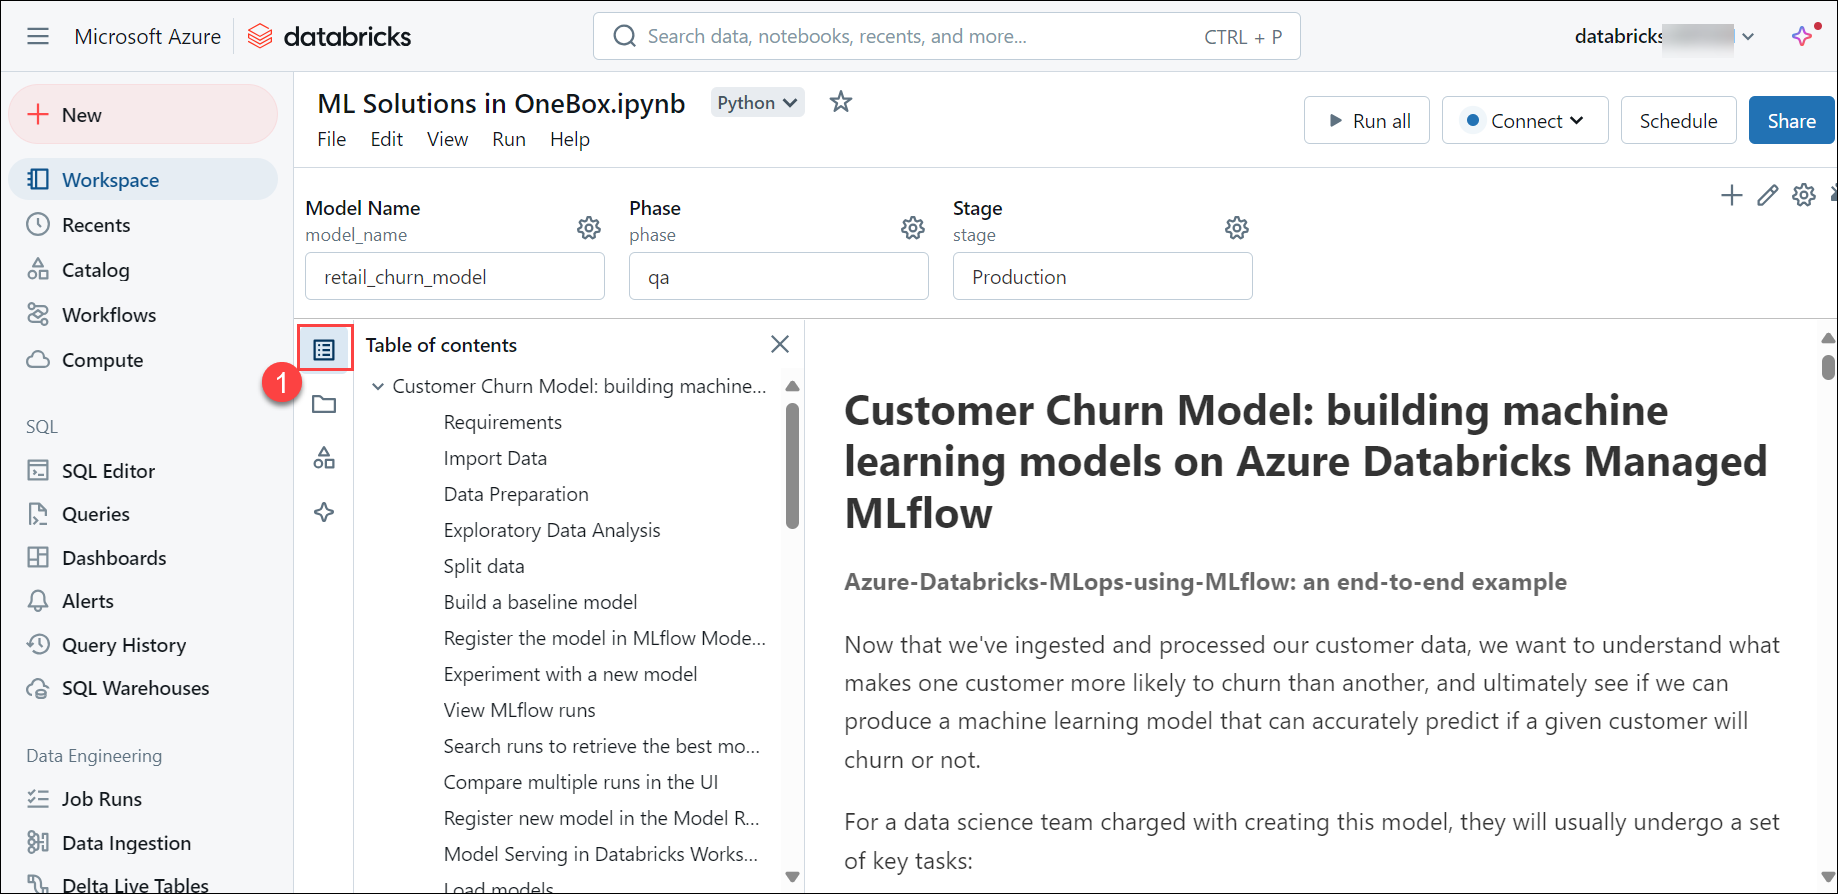 Microsoft Azure databricks
Search data, notebooks, recents, and more... CTRL + P
databricks
New
Workspace
Recents
Catalog
Workflows
Compute
SQL
SQL Editor
Queries
Dashboards
Alerts
Query History
SQL Warehouses
Data Engineering
Job Runs
Data Ingestion
Delta Live Tables
ML Solutions in OneBox.ipynb Python
File Edit View Run Help
Run all Connect Schedule Share
Model Name
model_name
retail_churn_model
Phase
phase
qa
Stage
stage
Production
1
Table of contents
Customer Churn Model: building machine...
Requirements
Import Data
Data Preparation
Exploratory Data Analysis
Split data
Build a baseline model
Register the model in MLflow Mode...
Experiment with a new model
View MLflow runs
Search runs to retrieve the best mo...
Compare multiple runs in the UI
Register new model in the Model R...
Model Serving in Databricks Works...
Load models
Customer Churn Model: building machine
learning models on Azure Databricks Managed
MLflow
Azure-Databricks-MLops-using-MLflow: an end-to-end example
Now that we've ingested and processed our customer data, we want to understand what
makes one customer more likely to churn than another, and ultimately see if we can
produce a machine learning model that can accurately predict if a given customer will
churn or not.
For a data science team charged with creating this model, they will usually undergo a set
of key tasks: